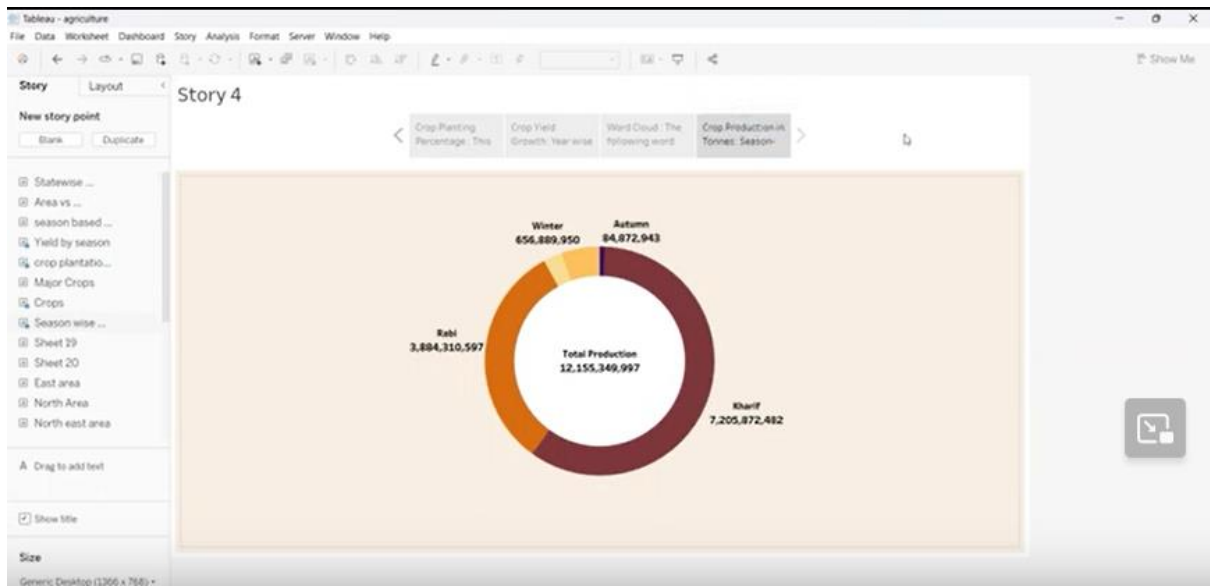 Tableau - agriculture
File Data Worksheet Dashboard Story Analysis Format Server Window Help
Show Me
Story Layout
Story 4
New story point
Blank Duplicate
Crop Planting
Percentage : This
Crop Yield
Growth: Year wise
Word Cloud : The
following word
Crop Production in
Tonnes: Season-
Statewise ...
Area vs ...
season based ...
Yield by season
crop plantatio...
Major Crops
Crops
Season wise ...
Sheet 19
Sheet 20
East area
North Area
North east area
A Drag to add text
Show title
Size
Generic Desktop (1366 x 768)
Winter
656,889,950
Autumn
84,872,943
Rabi
3,884,310,597
Total Production
12,155,349,997
Kharif
7,205,872,482